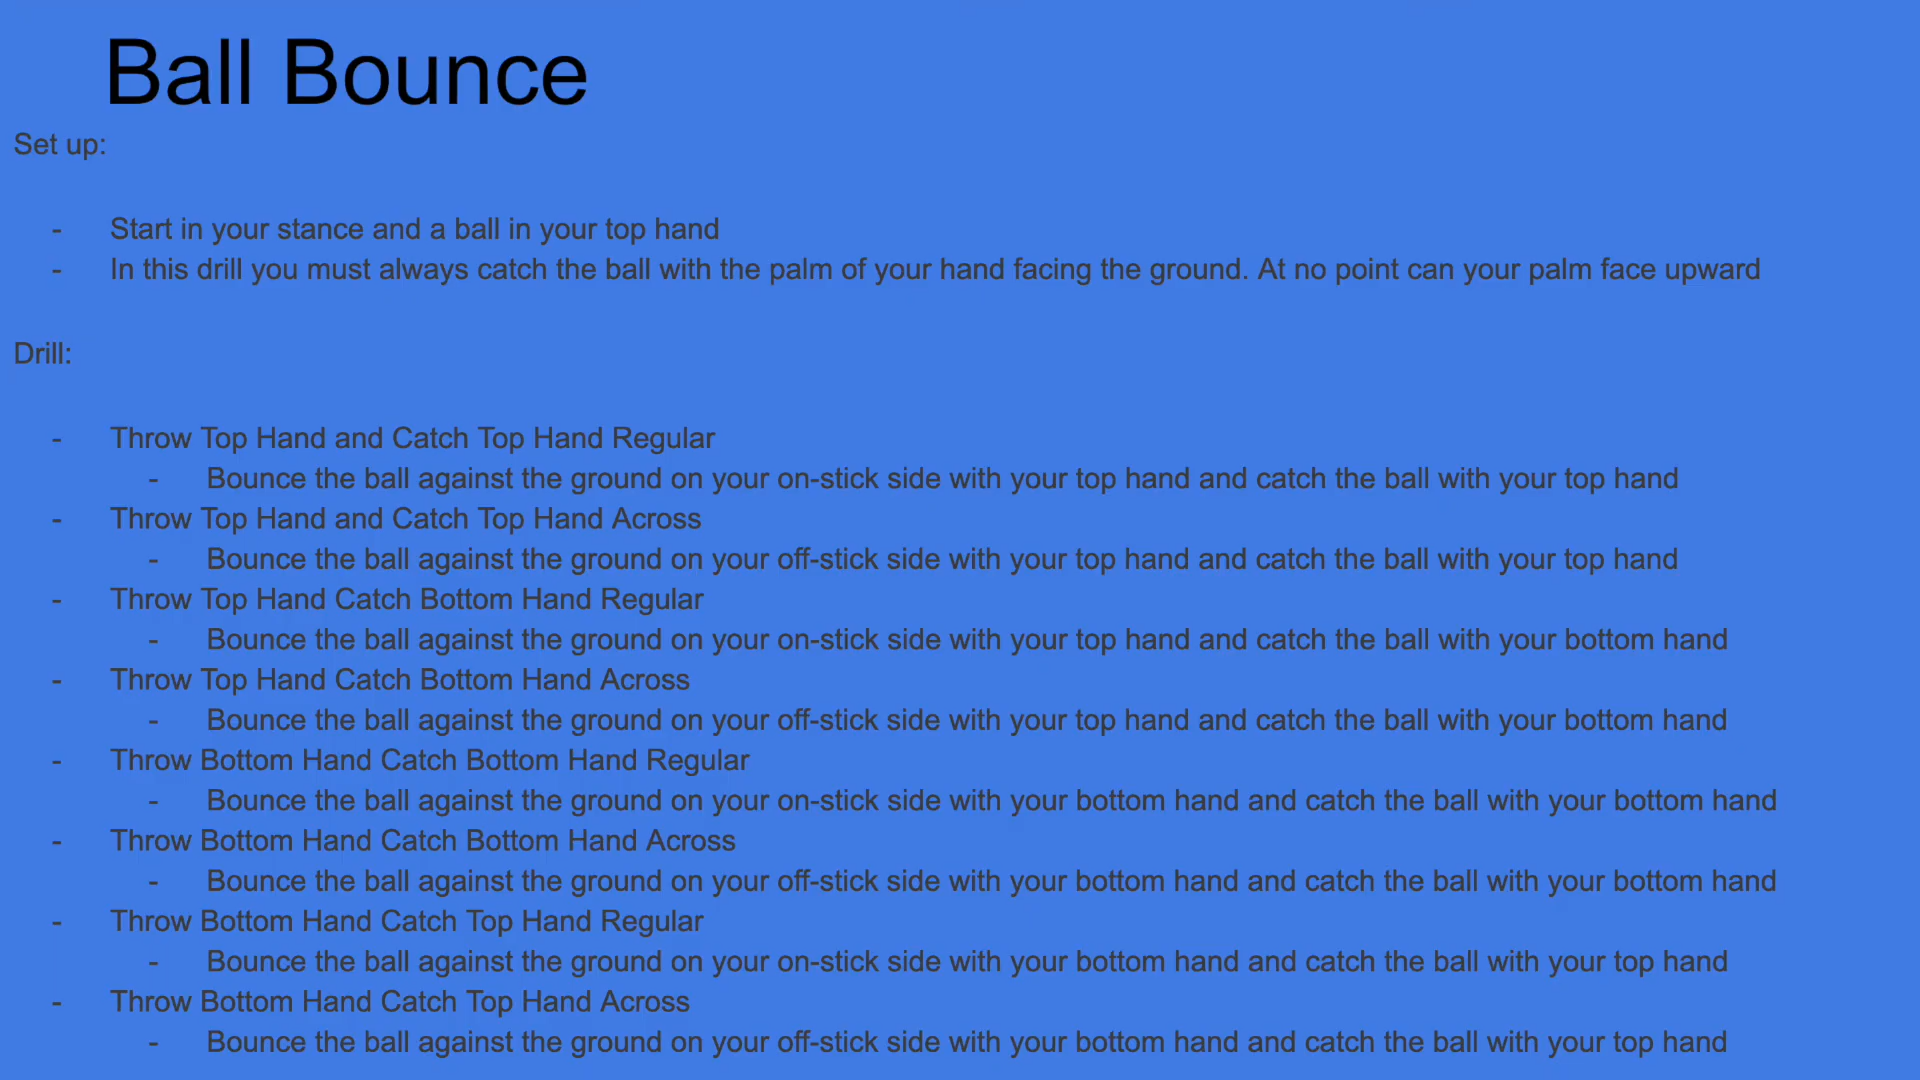 Ball Bounce
Set up:
- Start in your stance and a ball in your top hand
- In this drill you must always catch the ball with the palm of your hand facing the ground. At no point can your palm face upward
Drill:
- Throw Top Hand and Catch Top Hand Regular
- Bounce the ball against the ground on your on-stick side with your top hand and catch the ball with your top hand
- Throw Top Hand and Catch Top Hand Across
- Bounce the ball against the ground on your off-stick side with your top hand and catch the ball with your top hand
- Throw Top Hand Catch Bottom Hand Regular
- Bounce the ball against the ground on your on-stick side with your top hand and catch the ball with your bottom hand
- Throw Top Hand Catch Bottom Hand Across
- Bounce the ball against the ground on your off-stick side with your top hand and catch the ball with your bottom hand
- Throw Bottom Hand Catch Bottom Hand Regular
- Bounce the ball against the ground on your on-stick side with your bottom hand and catch the ball with your bottom hand
- Throw Bottom Hand Catch Bottom Hand Across
- Bounce the ball against the ground on your off-stick side with your bottom hand and catch the ball with your bottom hand
- Throw Bottom Hand Catch Top Hand Regular
- Bounce the ball against the ground on your on-stick side with your bottom hand and catch the ball with your top hand
- Throw Bottom Hand Catch Top Hand Across
- Bounce the ball against the ground on your off-stick side with your bottom hand and catch the ball with your top hand